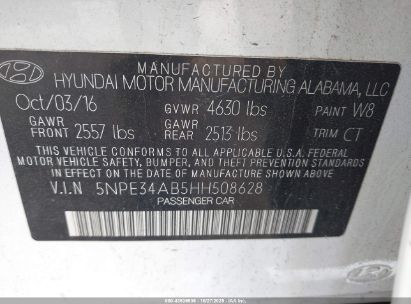 MANUFACTURED BY
HYUNDAI MOTOR MANUFACTURING ALABAMA, LLC
Oct/03/16 GVWR 4630 lbs PAINT W8
GAWR FRONT 2557 lbs GAWR REAR 2513 lbs TRIM CT
THIS VEHICLE CONFORMS TO ALL APPLICABLE U.S.A. FEDERAL
MOTOR VEHICLE SAFETY, BUMPER, AND THEFT PREVENTION
STANDARDS IN EFFECT ON THE DATE OF MANUFACTURE SHOWN ABOVE.
V.I.N 5NPE34AB5HH508628
PASSENGER CAR